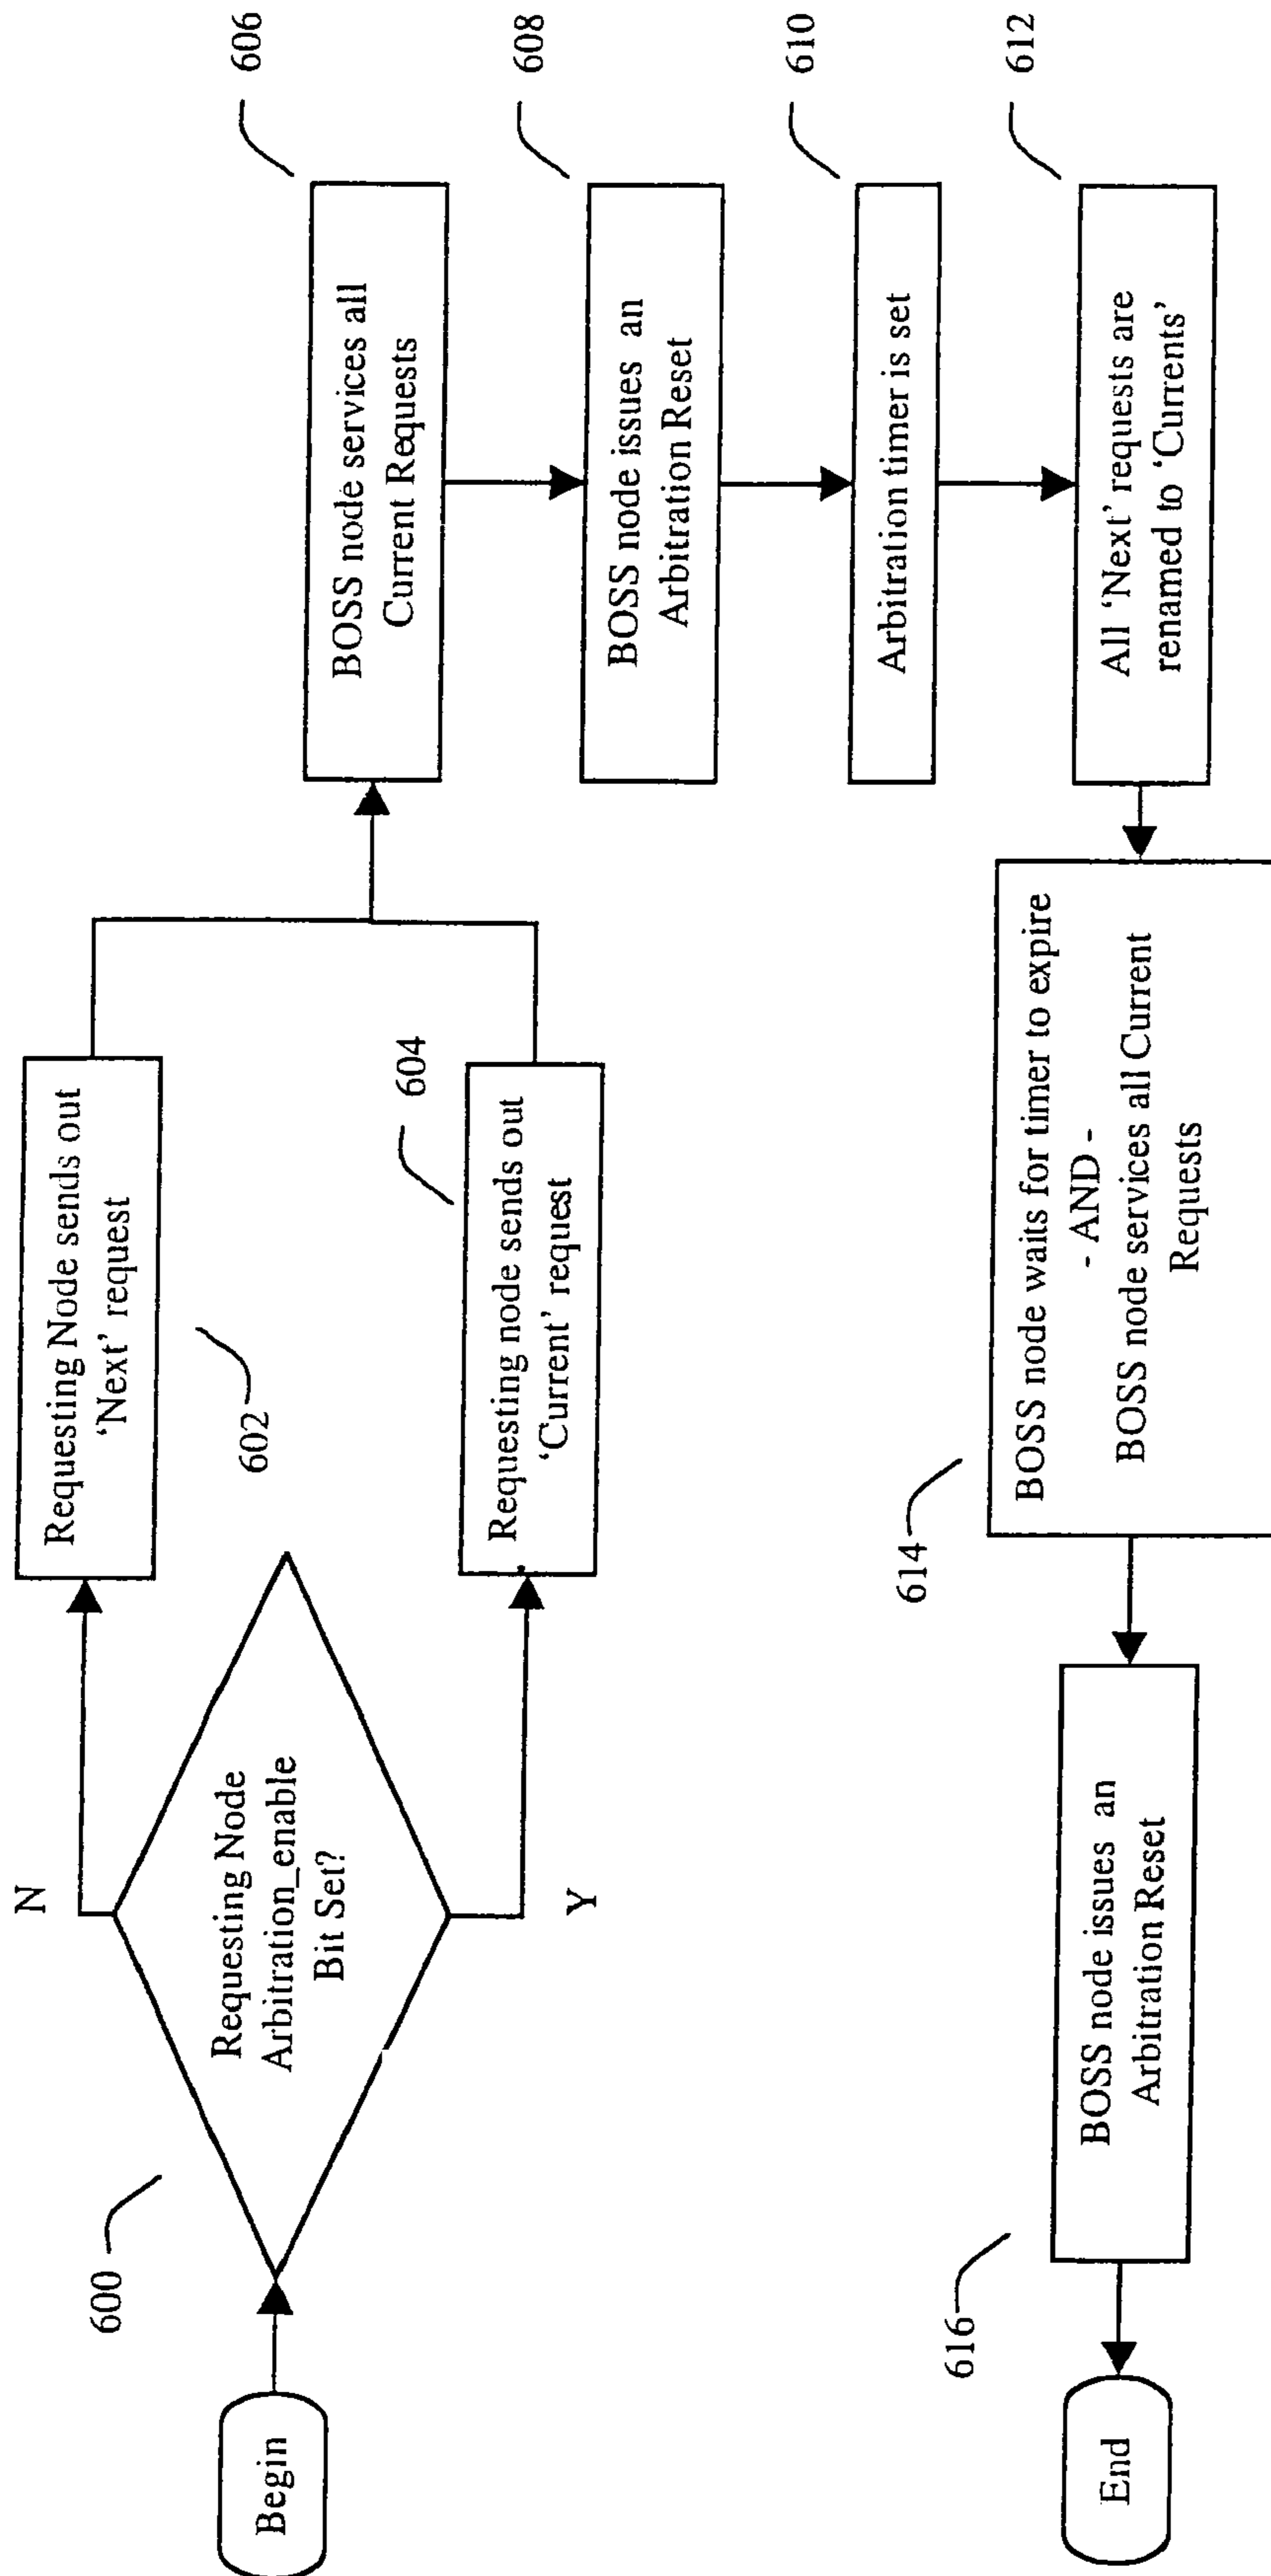 Begin
600
Requesting Node
Arbitration_enable
Bit Set?
N
Y
Requesting Node sends out
‘Next’ request
602
Requesting node sends out
‘Current’ request
604
BOSS node services all
Current Requests
606
BOSS node issues an
Arbitration Reset
608
Arbitration timer is set
610
All ‘Next’ requests are
renamed to ‘Currents’
612
BOSS node waits for timer to expire
- AND -
BOSS node services all Current
Requests
614
BOSS node issues an
Arbitration Reset
616
End